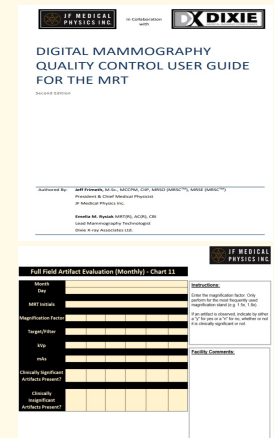 JF MEDICAL
PHYSICS INC.
in Collaboration
with
DIXIE
DIGITAL MAMMOGRAPHY
QUALITY CONTROL USER GUIDE
FOR THE MRT
Second Edition
Authored By: Jeff Frimeth, M.Sc., MCCPM, CIIP, MRSO (MRSC™), MRSE (MRSC™)
President & Chief Medical Physicist
JF Medical Physics Inc.
Emelia M. Rysiak MRT(R), AC(R), CBI
Lead Mammography Technologist
Dixie X-ray Associates Ltd.
JF MEDICAL
PHYSICS INC.
Full Field Artifact Evaluation (Monthly) - Chart 11
Month
Day
MRT Initials
Magnification Factor
Target/Filter
kVp
mAs
Clinically Significant
Artifacts Present?
Clinically
Insignificant
Artifacts Present?
Instructions:
Enter the magnification factor. Only
perform for the most frequently used
magnification stand (e.g. 1.5x, 1.8x)
If an artifact is observed, indicate by either
a "y" for yes or a "n" for no, whether or not
it is clinically significant or not.
Facility Comments: